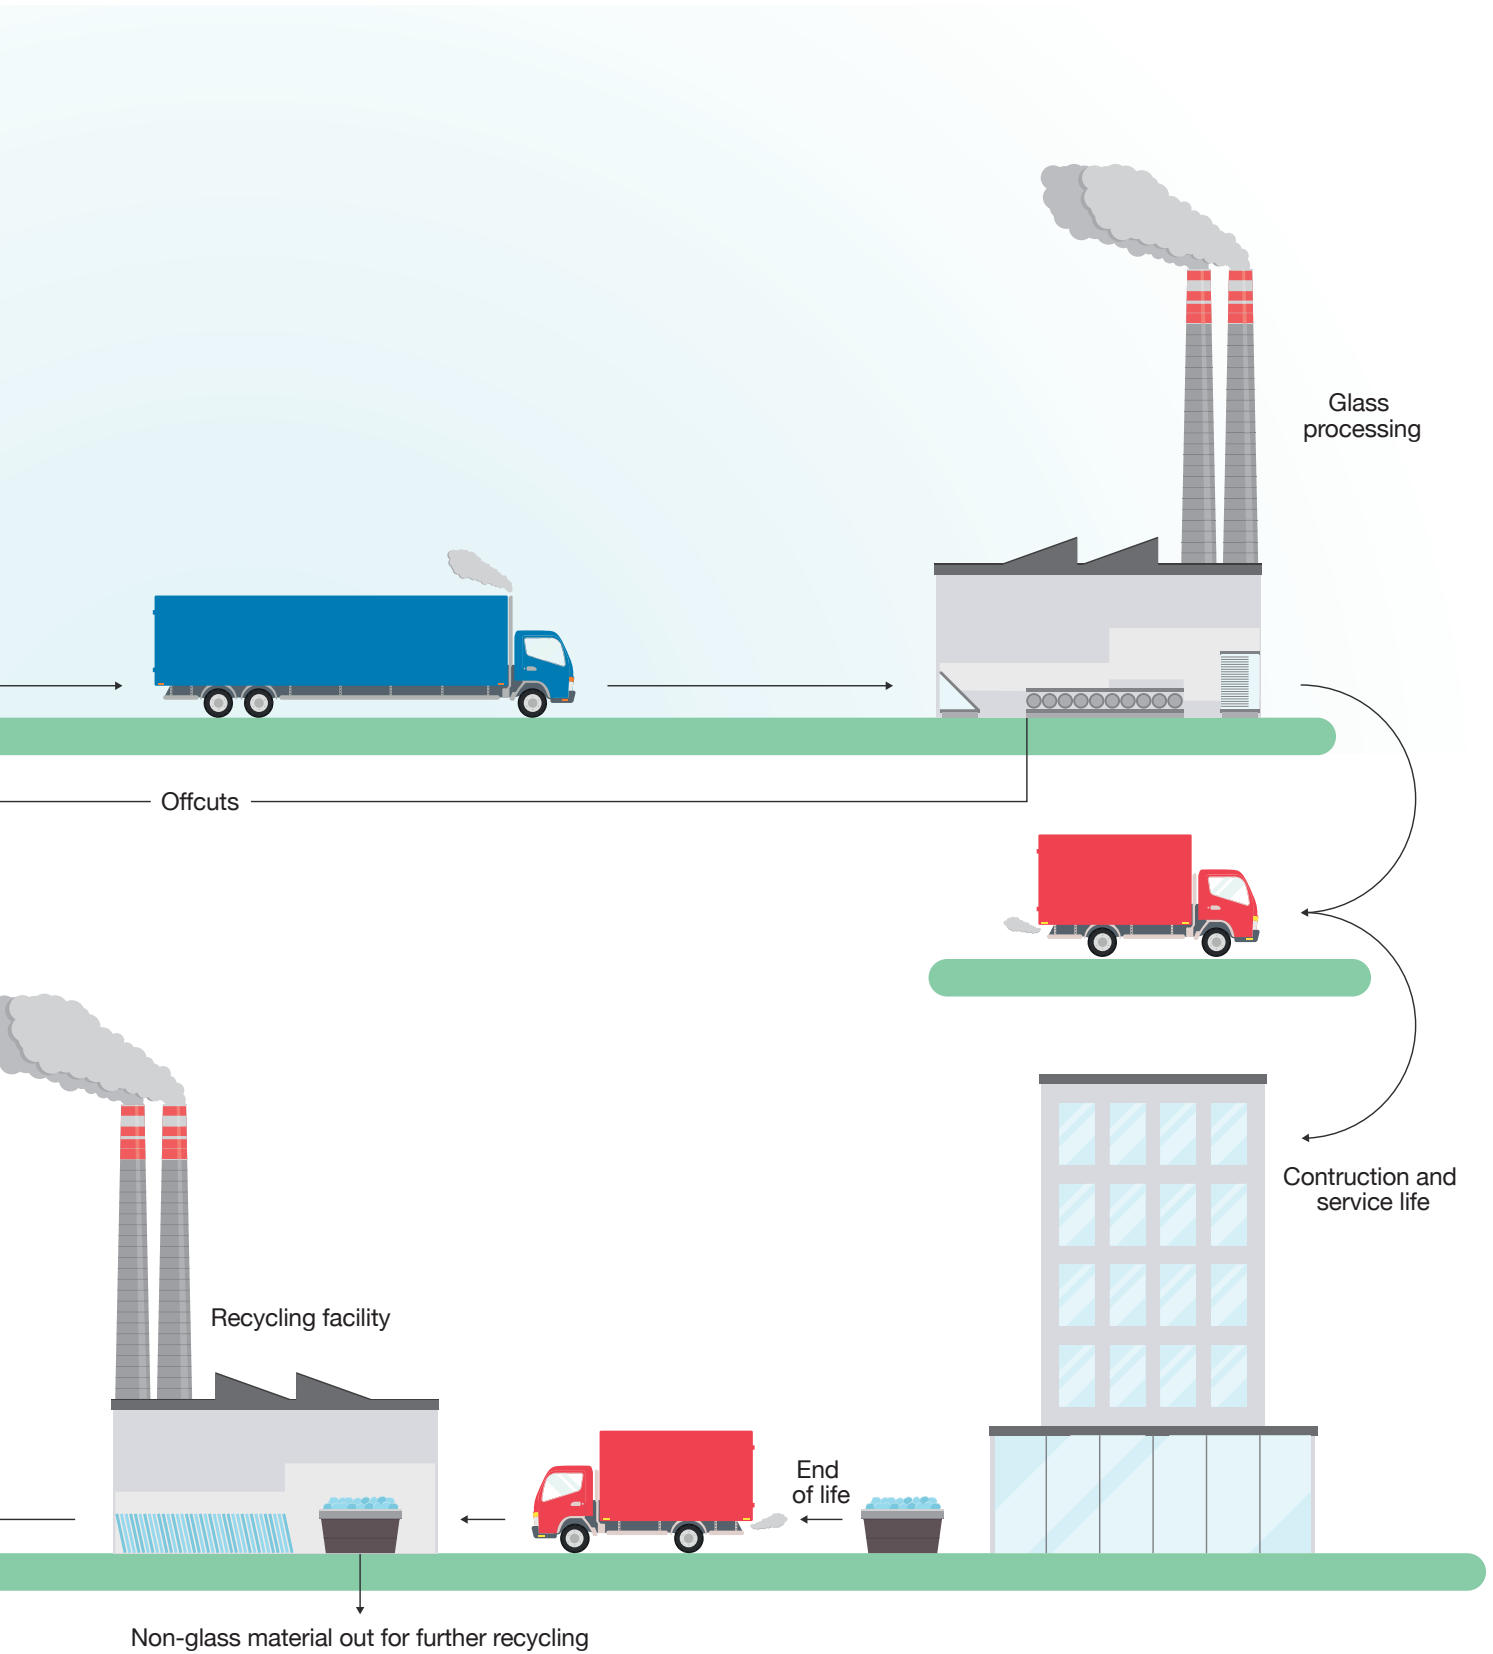 Glass
processing
Offcuts
Contruction and
service life
Recycling facility
End
of life
Non-glass material out for further recycling